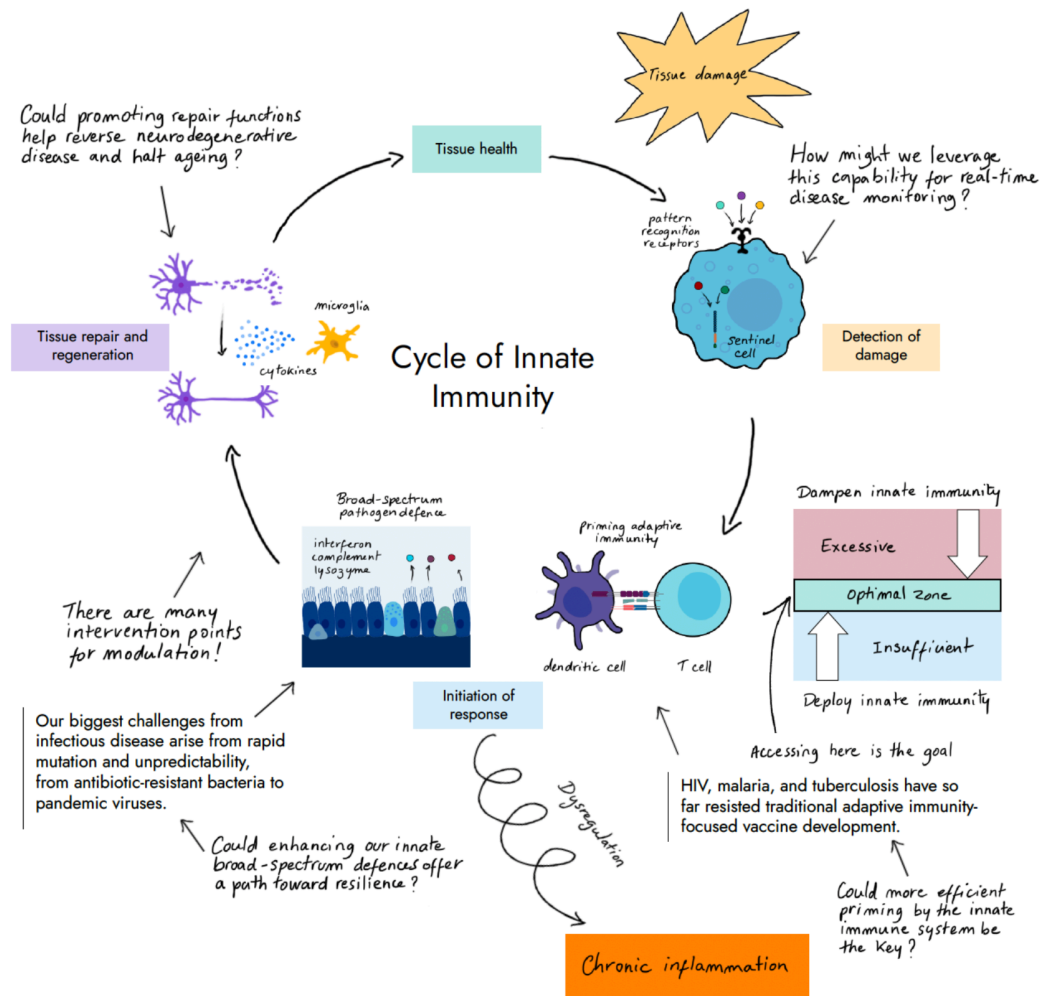 Tissue damage
Could promoting repair functions
help reverse neurodegenerative
disease and halt ageing?
Tissue health
How might we leverage
this capability for real-time
disease monitoring?
pattern
recognition
receptors
microglia
Tissue repair and
regeneration
cytokines
Cycle of Innate
Immunity
sentinel
cell
Detection of
damage
Broad-spectrum
pathogen defence
interferon
complement
lysozyme
priming adaptive
immunity
dendritic cell
T cell
Dampen innate immunity
Excessive
Optimal zone
Insufficient
Deploy innate immunity
There are many
intervention points
for modulation!
Initiation of
response
Our biggest challenges from
infectious disease arise from rapid
mutation and unpredictability,
from antibiotic-resistant bacteria to
pandemic viruses.
Accessing here is the goal
HIV, malaria, and tuberculosis have so
far resisted traditional adaptive immunity-
focused vaccine development.
Dysregulation
Could enhancing our innate
broad-spectrum defences offer
a path toward resilience?
Could more efficient
priming by the innate
immune system be
the key?
Chronic inflammation